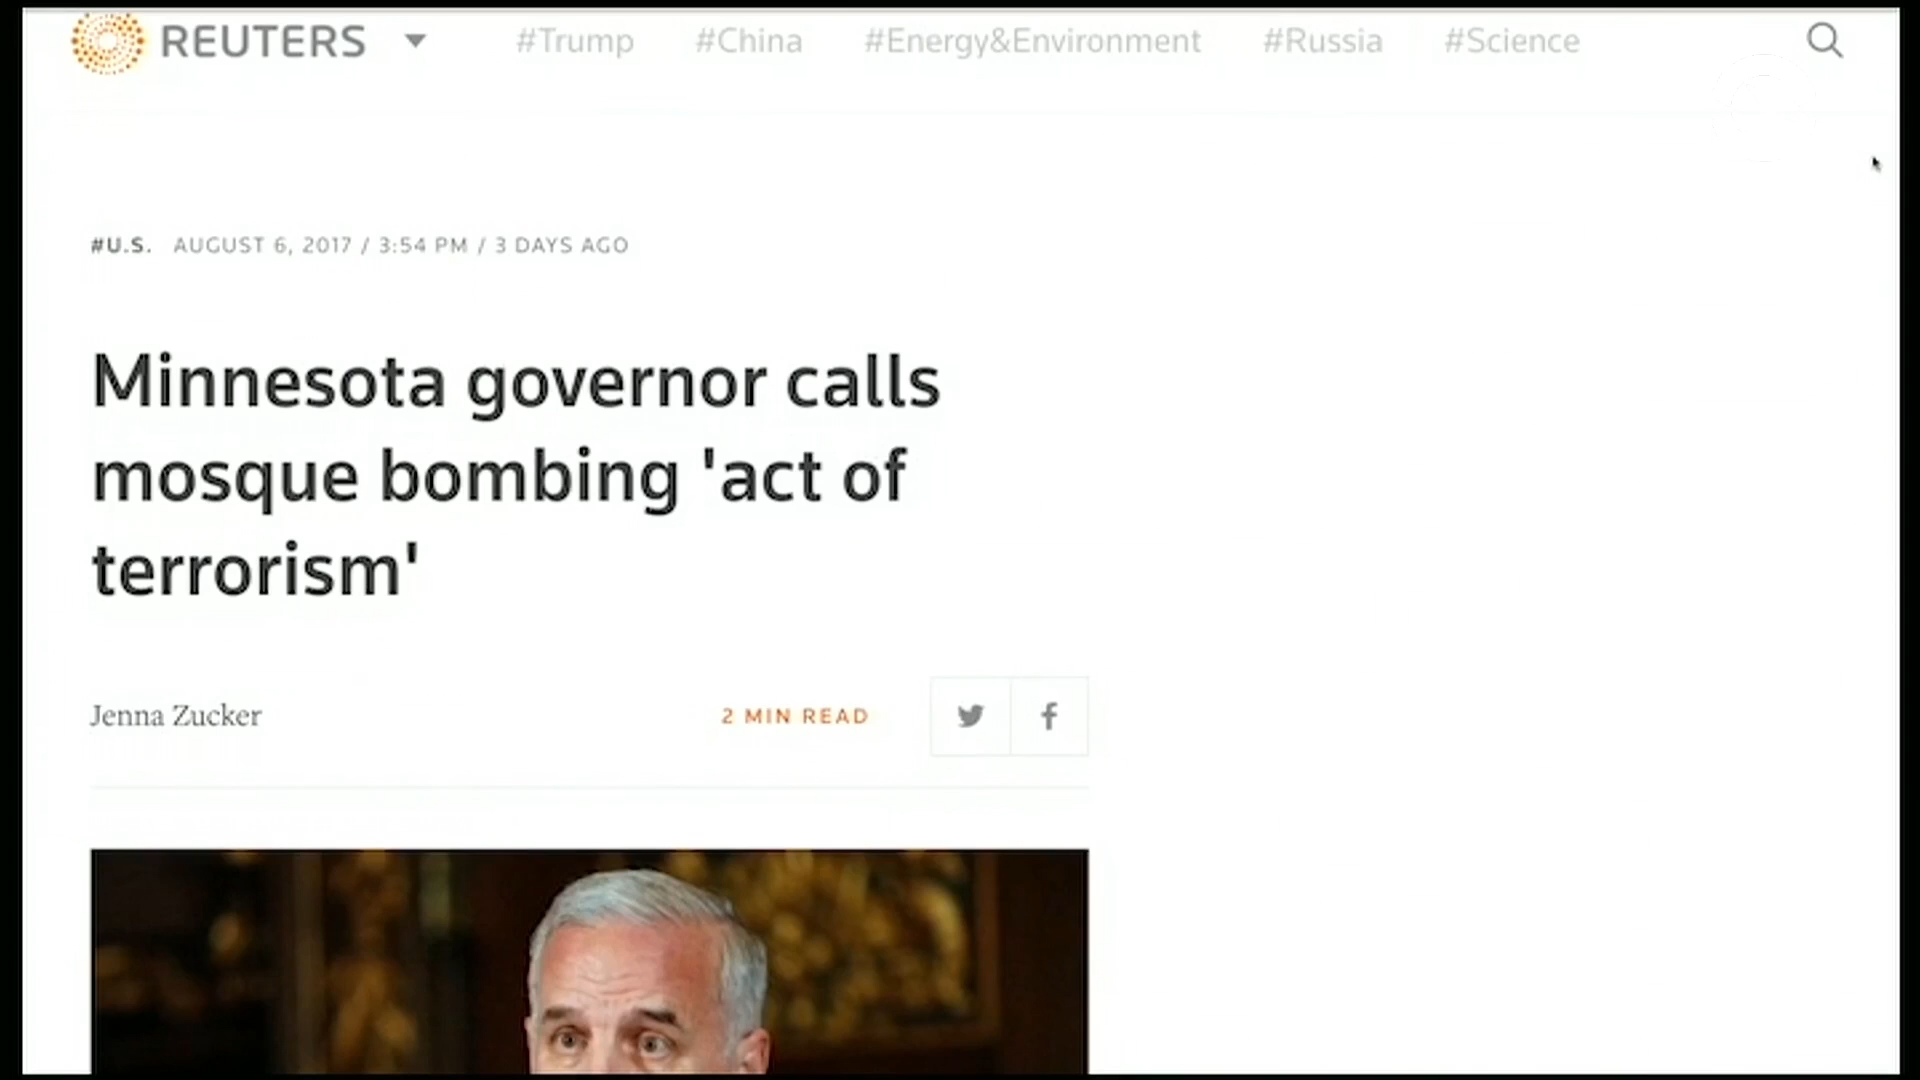 REUTERS #Trump #China #Energy&Environment #Russia #Science
#U.S. AUGUST 6, 2017 / 3:54 PM / 3 DAYS AGO
Minnesota governor calls
mosque bombing 'act of
terrorism'
Jenna Zucker 2 MIN READ